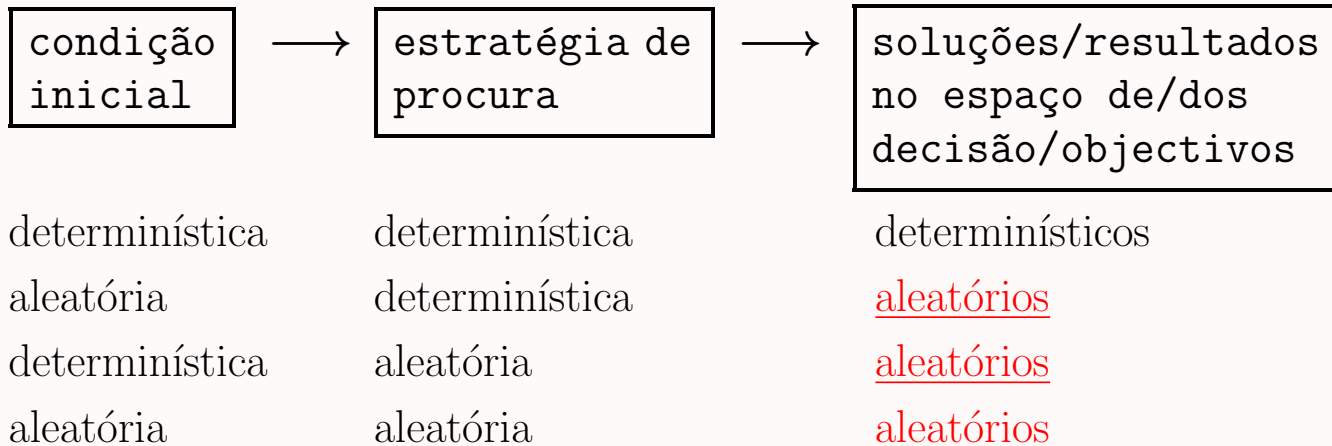 condição
inicial
⟶
estratégia de
procura
⟶
soluções/resultados
no espaço de/dos
decisão/objectivos
determinística determinística determinísticos
aleatória determinística aleatórios
determinística aleatória aleatórios
aleatória aleatória aleatórios